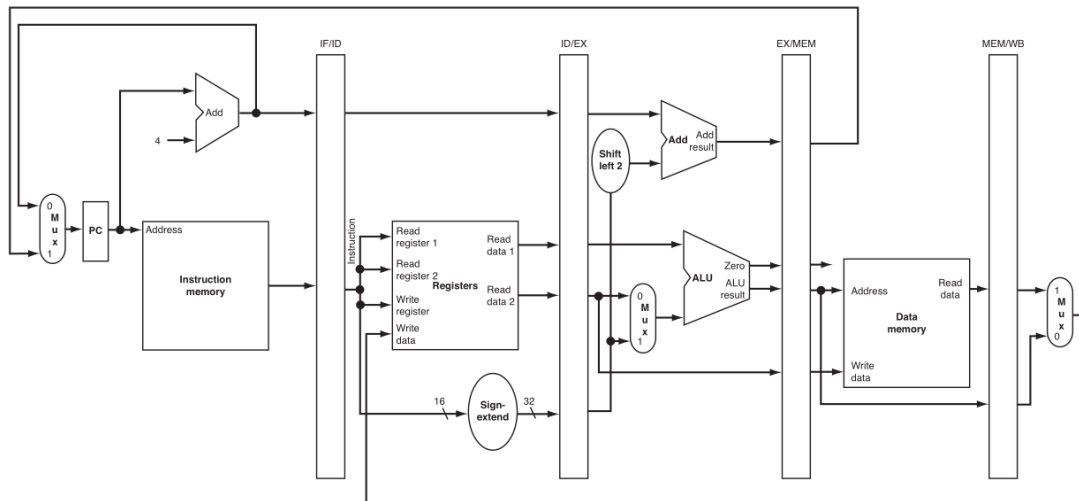 IF/ID
ID/EX
EX/MEM
MEM/WB
Add
4
Shift
left 2
Add
Add
result
0
M
u
x
1
PC
Address
Instruction
memory
Instruction
Read
register 1
Read
register 2
Write
register
Write
data
Registers
Read
data 1
Read
data 2
16
Sign-
extend
32
0
M
u
x
1
Zero
ALU
ALU
result
Address
Read
data
Data
memory
Write
data
1
M
u
x
0